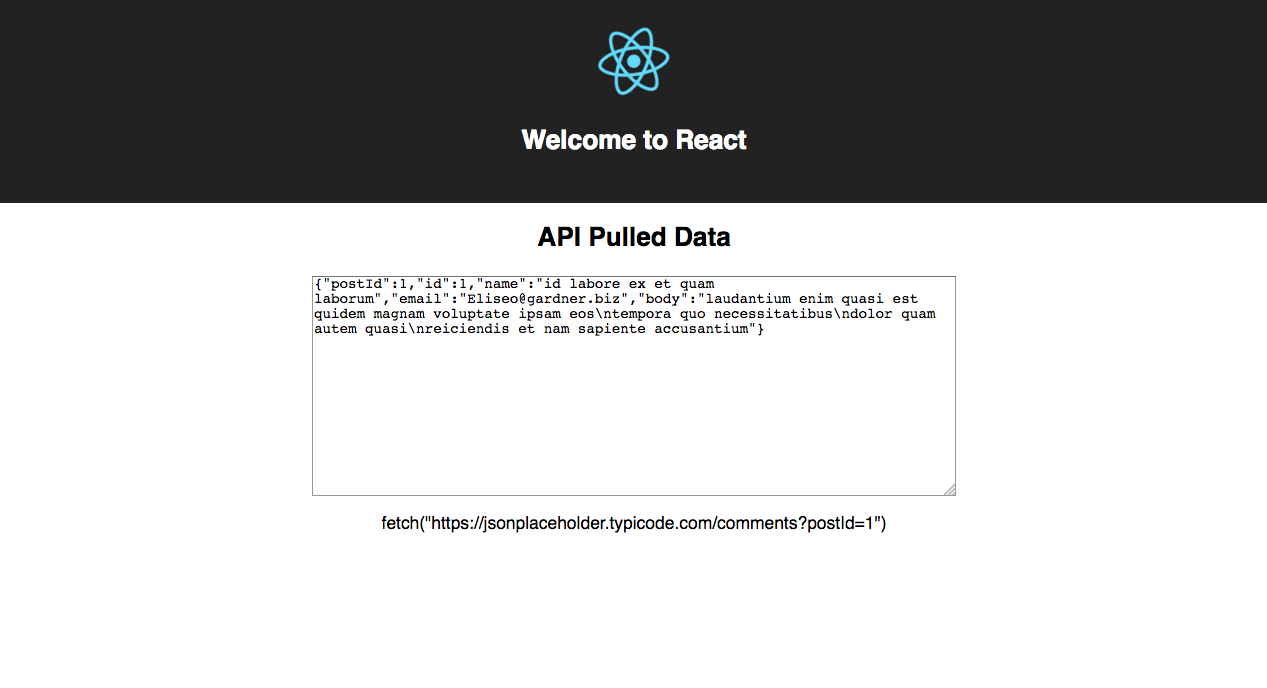 Welcome to React
API Pulled Data
{"postId":1,"id":1,"name":"id labore ex et quam
laborum","email":"Eliseo@gardner.biz","body":"laudantium enim quasi est
quidem magnam voluptate ipsam eos\ntempora quo necessitatibus\ndolor quam
autem quasi\nreiciendis et nam sapiente accusantium"}
fetch("https://jsonplaceholder.typicode.com/comments?postId=1")